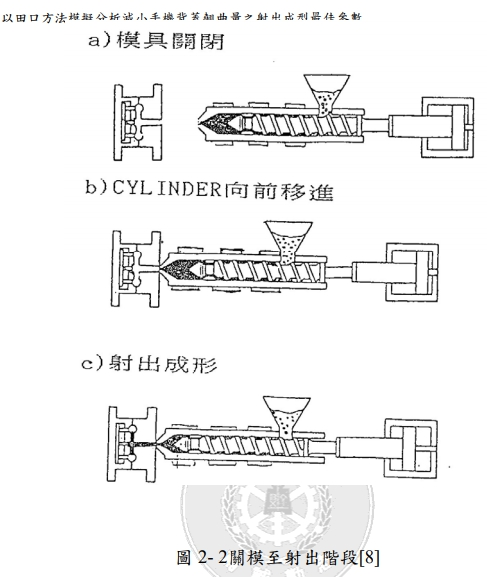 以田口方法模擬分析減小手機背蓋翹曲量之射出成型最佳參數
a)模具關閉
b)CYLINDER向前移進
c)射出成形
圖 2- 2關模至射出階段[8]